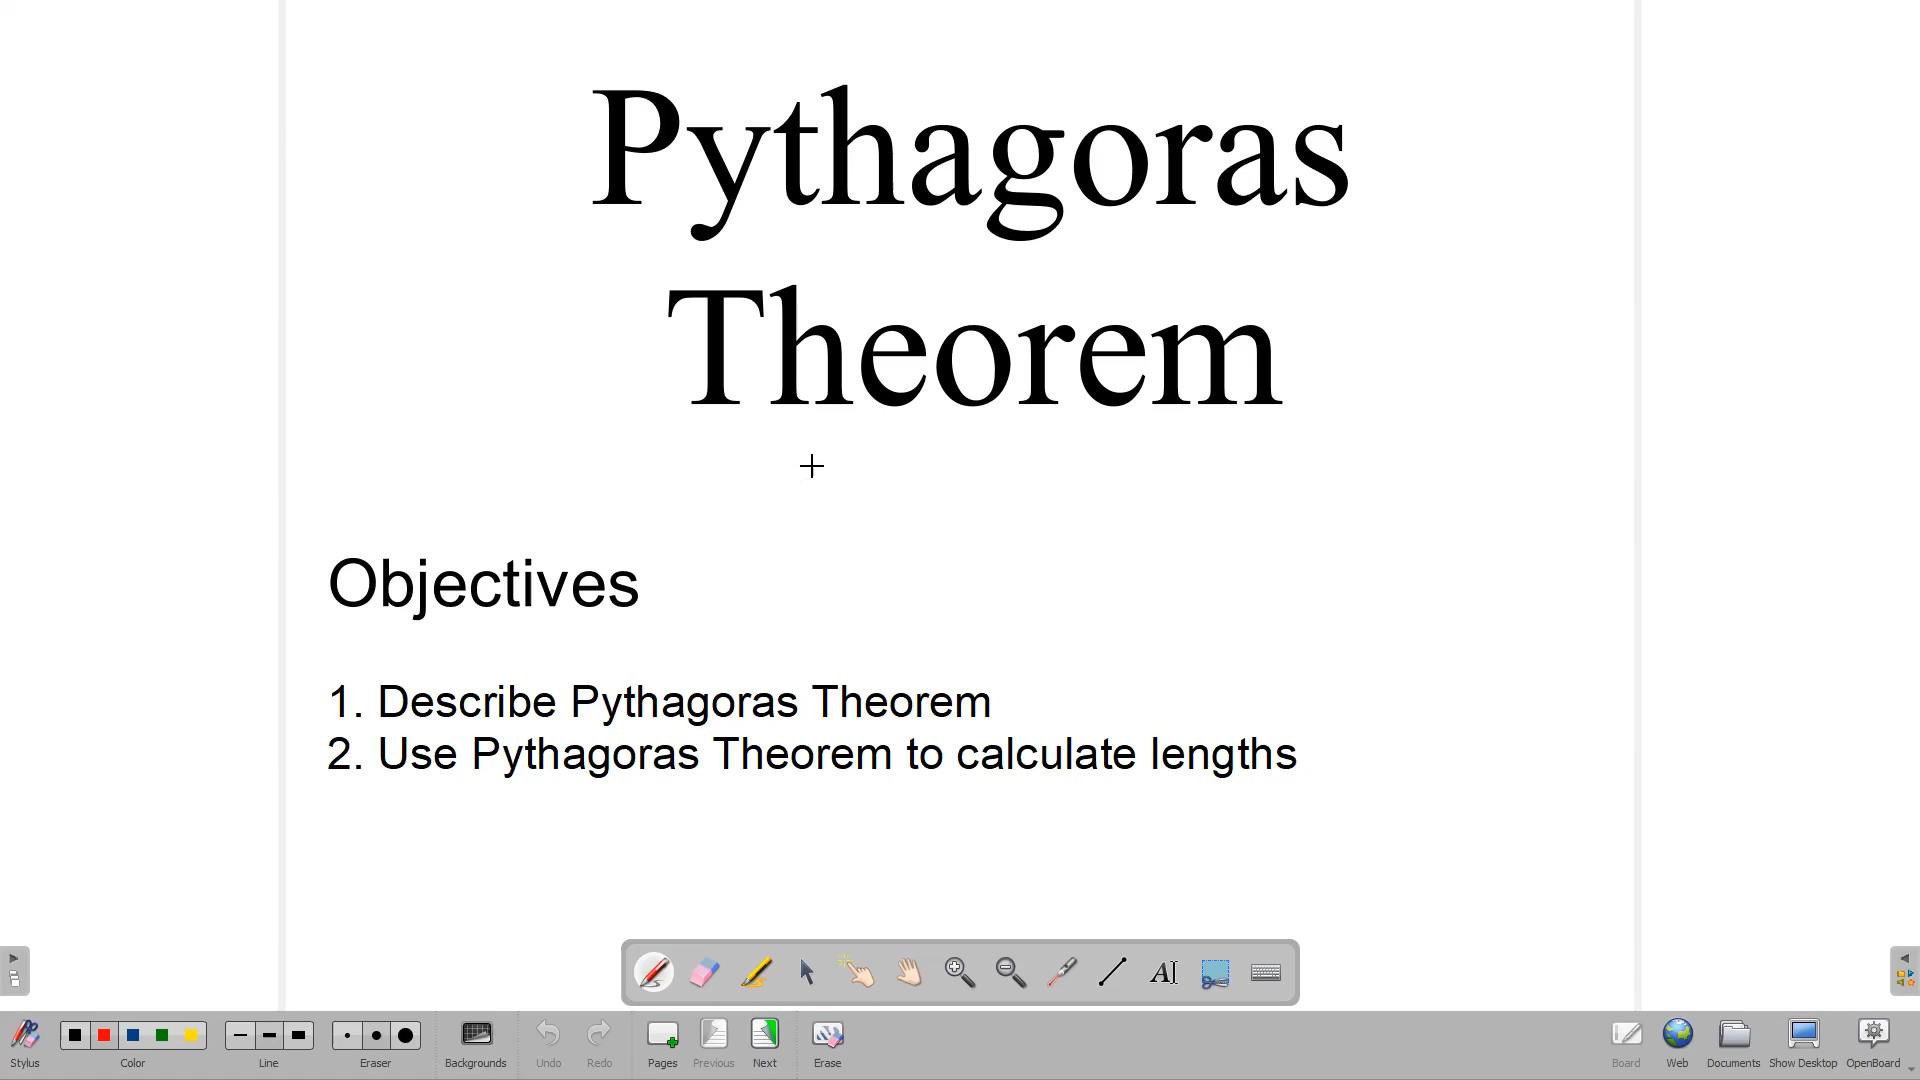 Pythagoras
Theorem
Objectives
1. Describe Pythagoras Theorem
2. Use Pythagoras Theorem to calculate lengths
AI
Stylus
Color
Line
Eraser
Backgrounds
Undo
Redo
Pages
Previous
Next
Erase
Board
Web
Documents
Show Desktop
OpenBoard